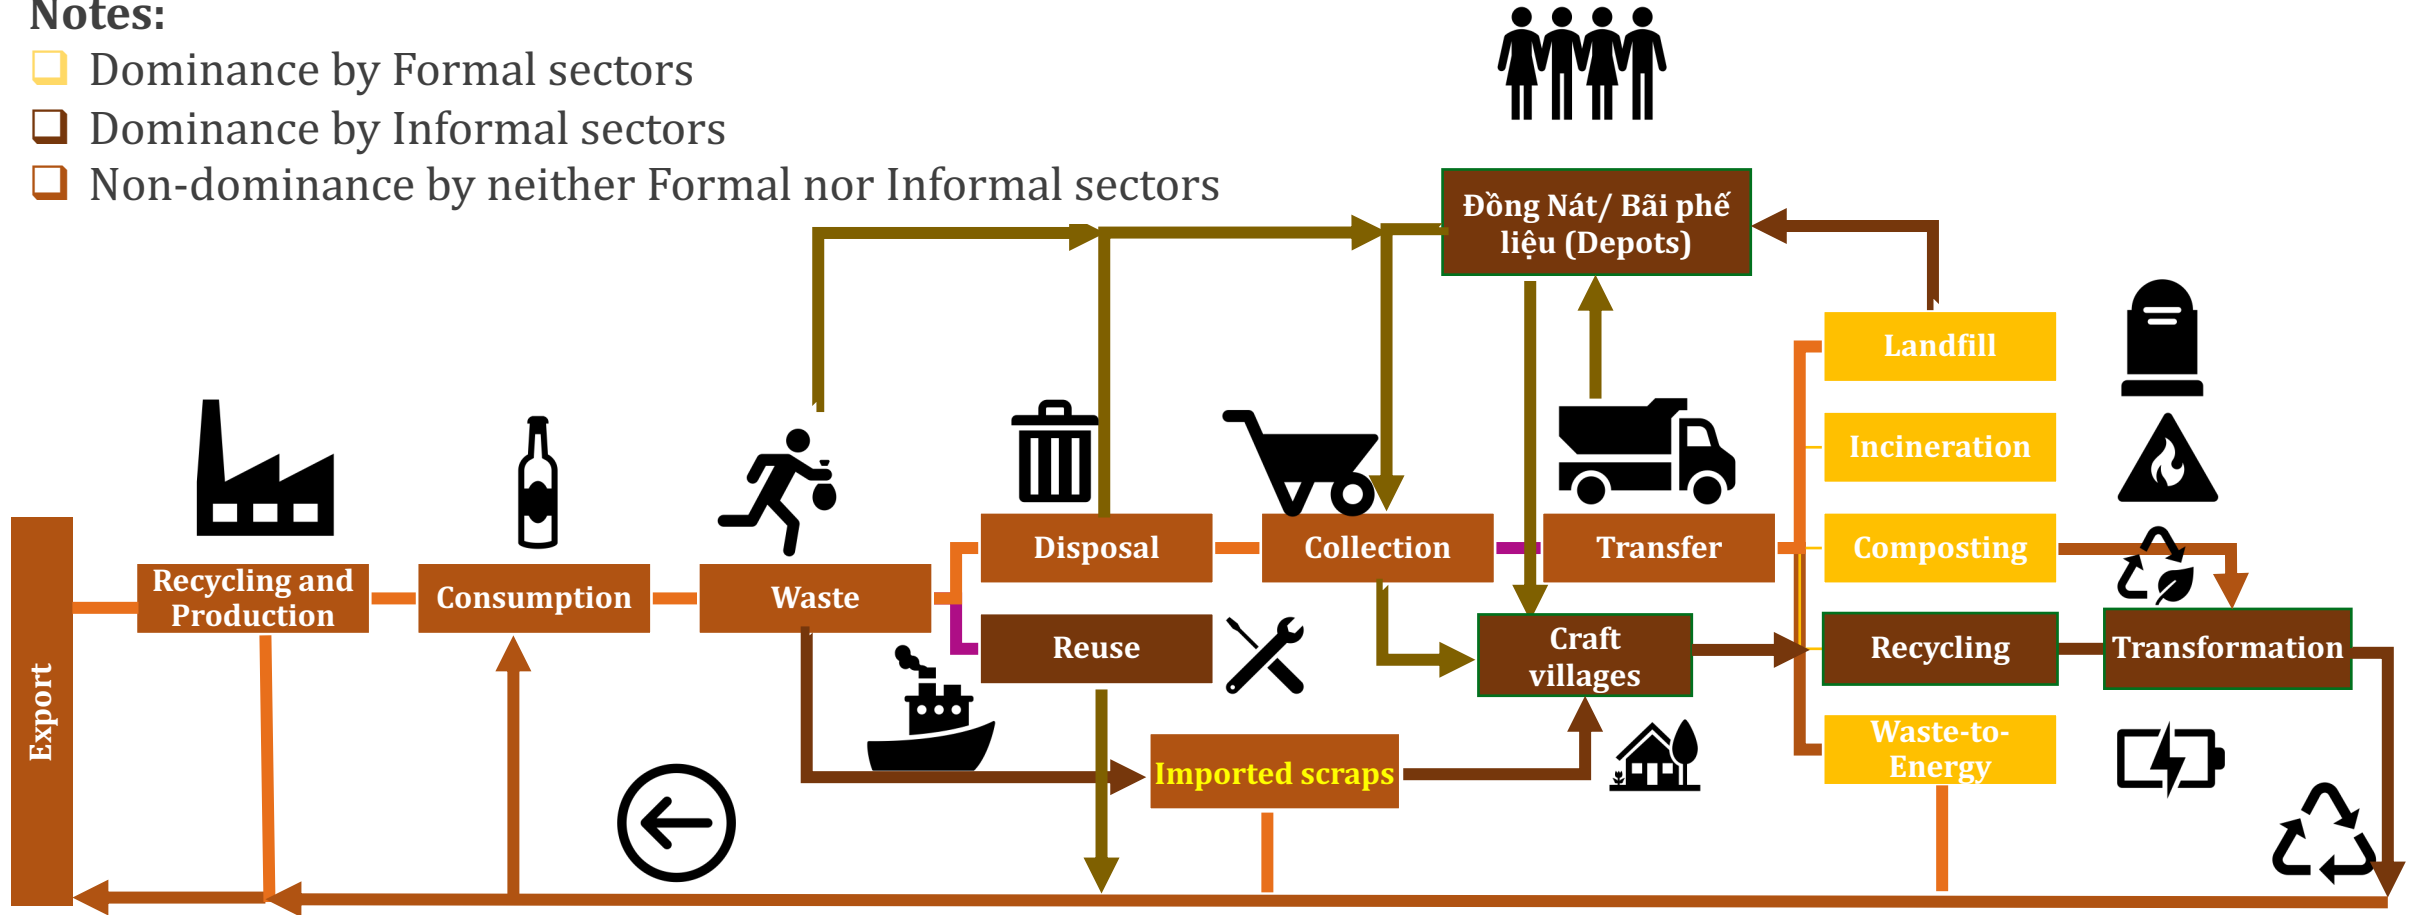 Notes:
Dominance by Formal sectors
Dominance by Informal sectors
Non-dominance by neither Formal nor Informal sectors
Đồng Nát/ Bãi phế
liệu (Depots)
Landfill
Incineration
Disposal
Collection
Transfer
Composting
Recycling and
Production
Consumption
Waste
Reuse
Craft
villages
Recycling
Transformation
Export
Imported scraps
Waste-to-
Energy